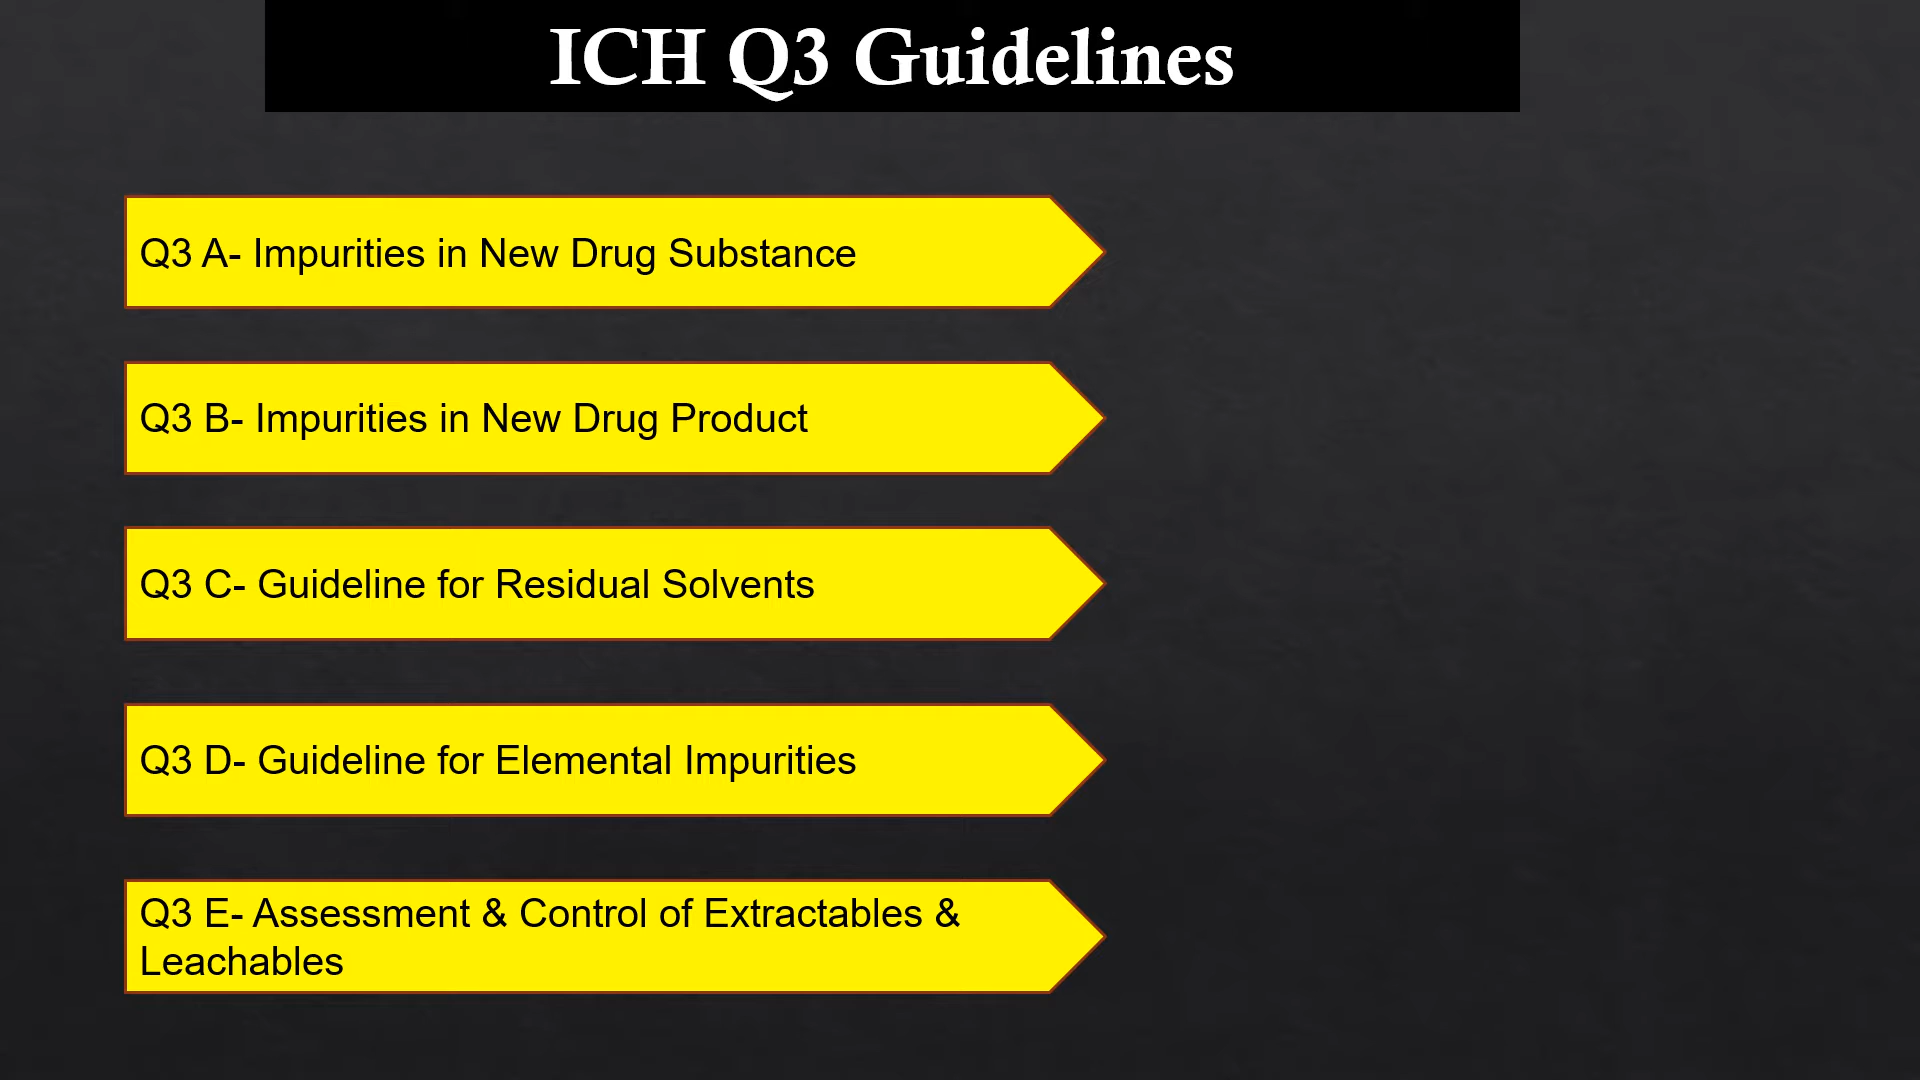 ICH Q3 Guidelines
Q3 A- Impurities in New Drug Substance
Q3 B- Impurities in New Drug Product
Q3 C- Guideline for Residual Solvents
Q3 D- Guideline for Elemental Impurities
Q3 E- Assessment & Control of Extractables &
Leachables